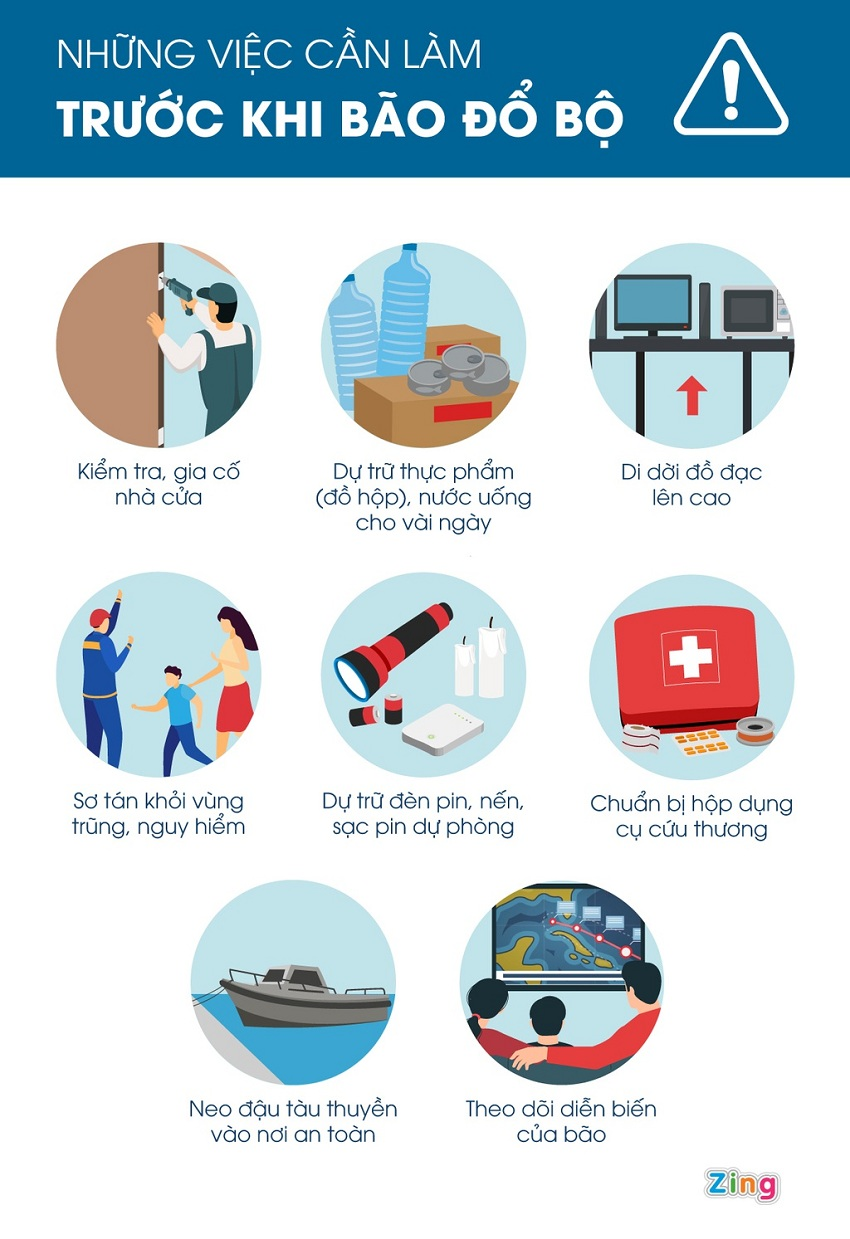 NHỮNG VIỆC CẦN LÀM
TRƯỚC KHI BÃO ĐỔ BỘ
Kiểm tra, gia cố
nhà cửa
Dự trữ thực phẩm
(đồ hộp), nước uống
cho vài ngày
Di dời đồ đạc
lên cao
Sơ tán khỏi vùng
trũng, nguy hiểm
Dự trữ đèn pin, nến,
sạc pin dự phòng
Chuẩn bị hộp dụng
cụ cứu thương
Neo đậu tàu thuyền
vào nơi an toàn
Theo dõi diễn biến
của bão
Zing